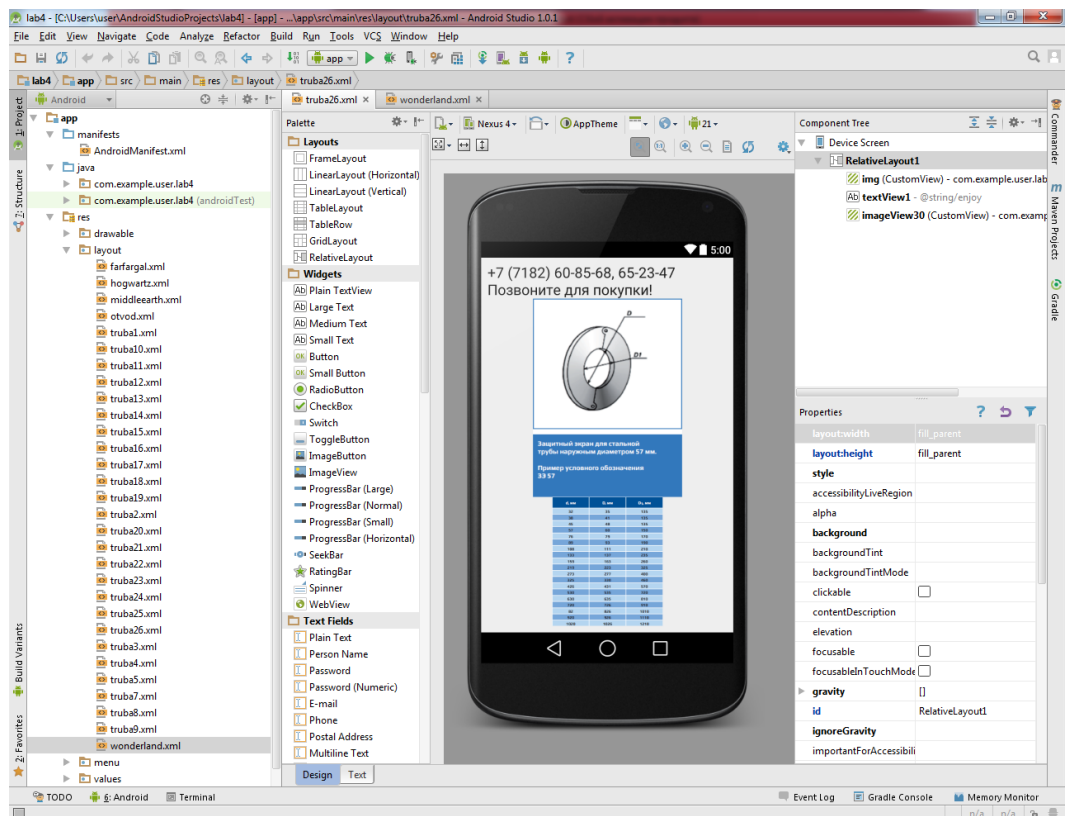 lab4 - [C:\Users\user\AndroidStudioProjects\lab4] - [app] - ...\app\src\main\res\layout\truba26.xml - Android Studio 1.0.1
File Edit View Navigate Code Analyze Refactor Build Run Tools VCS Window Help
app
lab4 app src main res layout truba26.xml
Android
truba26.xml
wonderland.xml
1: Project
7: Structure
Build Variants
2: Favorites
app
manifests
AndroidManifest.xml
java
com.example.user.lab4
com.example.user.lab4 (androidTest)
res
drawable
layout
farfargal.xml
hogwartz.xml
middleearth.xml
otvod.xml
truba1.xml
truba10.xml
truba11.xml
truba12.xml
truba13.xml
truba14.xml
truba15.xml
truba16.xml
truba17.xml
truba18.xml
truba19.xml
truba2.xml
truba20.xml
truba21.xml
truba22.xml
truba23.xml
truba24.xml
truba25.xml
truba26.xml
truba3.xml
truba4.xml
truba5.xml
truba7.xml
truba8.xml
truba9.xml
wonderland.xml
menu
values
Palette
Layouts
FrameLayout
LinearLayout (Horizontal)
LinearLayout (Vertical)
TableLayout
TableRow
GridLayout
RelativeLayout
Widgets
Plain TextView
Large Text
Medium Text
Small Text
Button
Small Button
RadioButton
CheckBox
Switch
ToggleButton
ImageButton
ImageView
ProgressBar (Large)
ProgressBar (Normal)
ProgressBar (Small)
ProgressBar (Horizontal)
SeekBar
RatingBar
Spinner
WebView
Text Fields
Plain Text
Person Name
Password
Password (Numeric)
E-mail
Phone
Postal Address
Multiline Text
Design Text
Nexus 4 AppTheme 21
5:00
+7 (7182) 60-85-68, 65-23-47
Позвоните для покупки!
D
D1
Защитный экран для стальной
трубы наружным диаметром 57 мм.
Пример условного обозначения
ЗЭ 57
Component Tree
Device Screen
RelativeLayout1
img (CustomView) - com.example.user.lab
textView1 - @string/enjoy
imageView30 (CustomView) - com.examp
Properties
layout:width fill_parent
layout:height fill_parent
style
accessibilityLiveRegion
alpha
background
backgroundTint
backgroundTintMode
clickable
contentDescription
elevation
focusable
focusableInTouchMode
gravity []
id RelativeLayout1
ignoreGravity
importantForAccessibili
Commander
Maven Projects
Gradle
TODO 6: Android Terminal Event Log Gradle Console Memory Monitor
n/a n/a